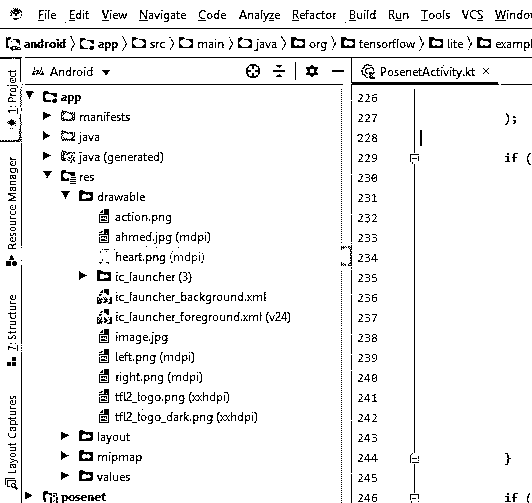 File Edit View Navigate Code Analyze Refactor Build Run Tools VCS Window
android app src main java org tensorflow lite exampl
Android
PosenetActivity.kt ×
1: Project
Resource Manager
7: Structure
Layout Captures
app
manifests
java
java (generated)
res
drawable
action.png
ahmed.jpg (mdpi)
heart.png (mdpi)
ic_launcher (3)
ic_launcher_background.xml
ic_launcher_foreground.xml (v24)
image.jpg
left.png (mdpi)
right.png (mdpi)
tfl2_logo.png (xxhdpi)
tfl2_logo_dark.png (xxhdpi)
layout
mipmap
values
posenet
226
227 );
228
229 if (
230
231
232
233
234
235
236
237
238
239
240
241
242
243
244 }
245
246 if (